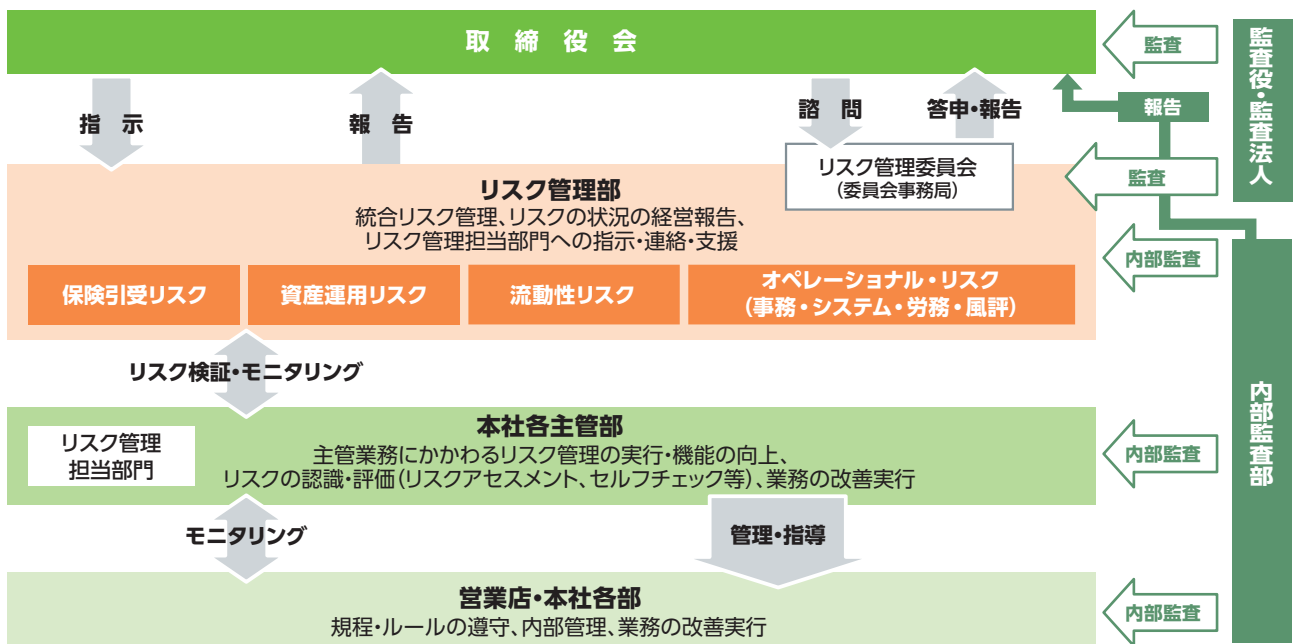 取締役会
監査
監査役・監査法人
指示
報告
諮問
答申・報告
報告
リスク管理委員会
(委員会事務局)
監査
リスク管理部
統合リスク管理、リスクの状況の経営報告、
リスク管理担当部門への指示・連絡・支援
内部監査
保険引受リスク
資産運用リスク
流動性リスク
オペレーショナル・リスク
(事務・システム・労務・風評)
リスク検証・モニタリング
内部監査部
本社各主管部
リスク管理
担当部門
主管業務にかかわるリスク管理の実行・機能の向上、
リスクの認識・評価(リスクアセスメント、セルフチェック等)、業務の改善実行
内部監査
モニタリング
管理・指導
営業店・本社各部
規程・ルールの遵守、内部管理、業務の改善実行
内部監査